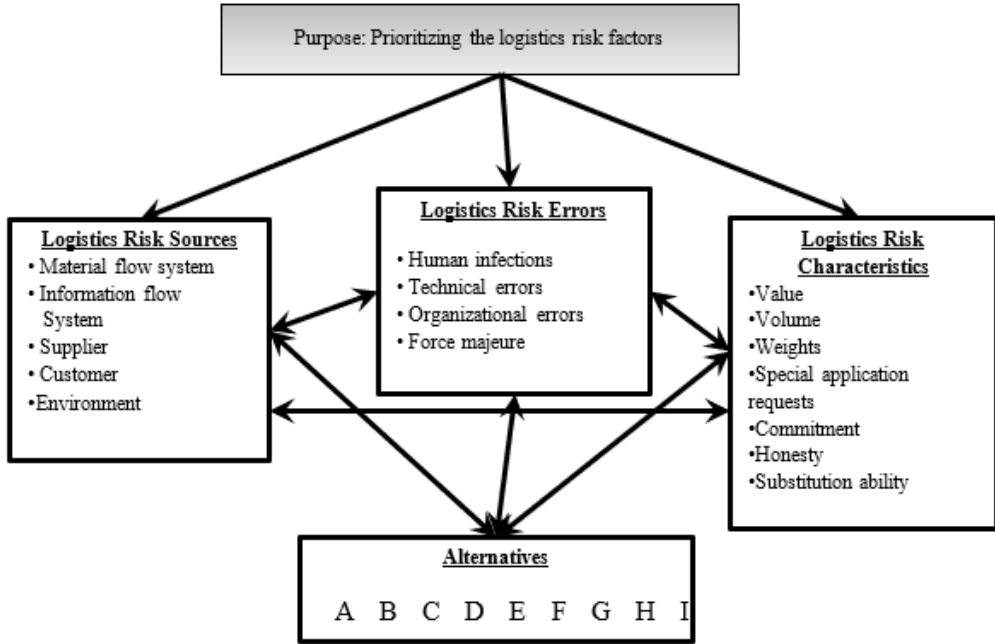 Purpose: Prioritizing the logistics risk factors
Logistics Risk Sources
• Material flow system
• Information flow
System
• Supplier
• Customer
•Environment
Logistics Risk Errors
• Human infections
• Technical errors
• Organizational errors
• Force majeure
Logistics Risk
Characteristics
•Value
•Volume
•Weights
•Special application
requests
•Commitment
•Honesty
•Substitution ability
Alternatives
A B C D E F G H I